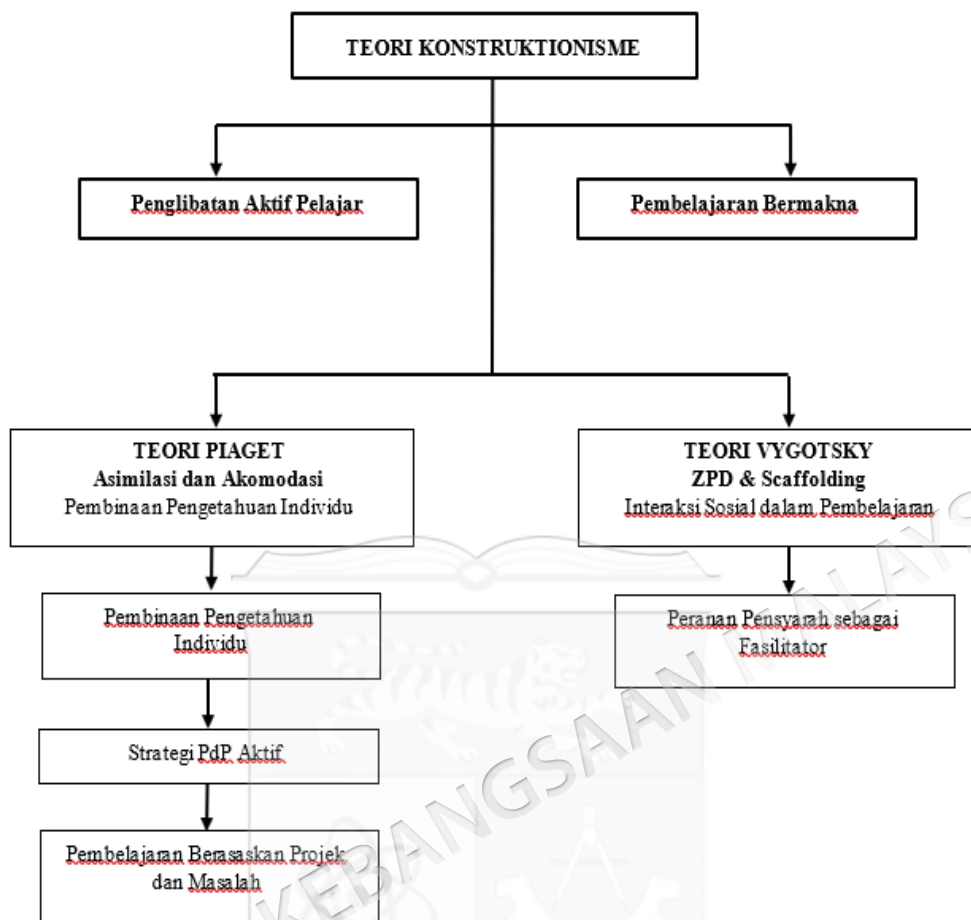 TEORI KONSTRUKTIONISME
Penglibatan Aktif Pelajar
Pembelajaran Bermakna
TEORI PIAGET
Asimilasi dan Akomodasi
Pembinaan Pengetahuan Individu
TEORI VYGOTSKY
ZPD & Scaffolding
Interaksi Sosial dalam Pembelajaran
Pembinaan Pengetahuan
Individu
Peranan Pensyarah sebagai
Fasilitator
Strategi PdP Aktif
Pembelajaran Berasaskan Projek
dan Masalah
KEBANGSAAN MALAYS